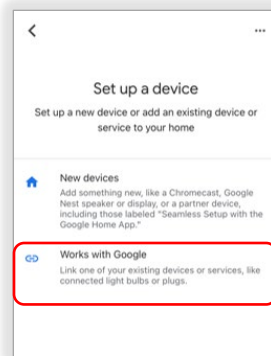 Set up a device
Set up a new device or add an existing device or
service to your home
New devices
Add something new, like a Chromecast, Google
Nest speaker or display, or a partner device,
including those labeled "Seamless Setup with the
Google Home App."
Works with Google
Link one of your existing devices or services, like
connected light bulbs or plugs.